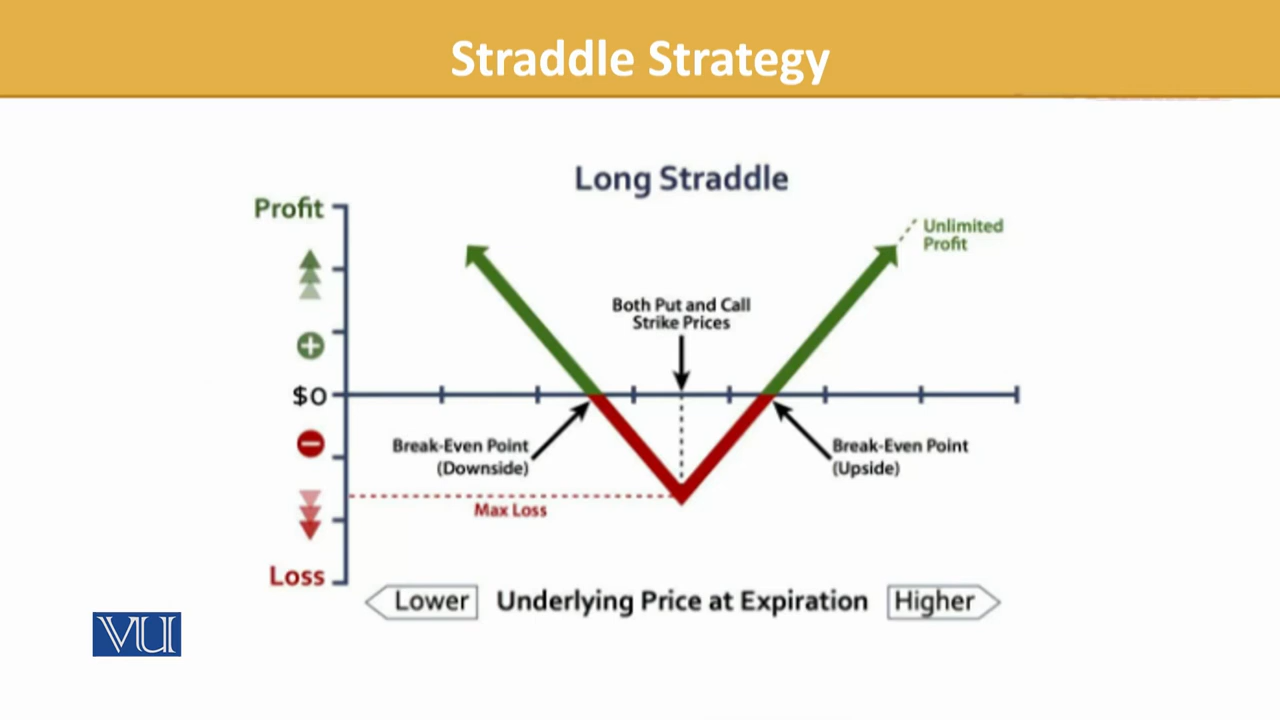 Straddle Strategy
Long Straddle
Profit
Unlimited
Profit
Both Put and Call
Strike Prices
$0
Break-Even Point
(Downside)
Break-Even Point
(Upside)
Max Loss
Loss
Lower
Underlying Price at Expiration
Higher
VU